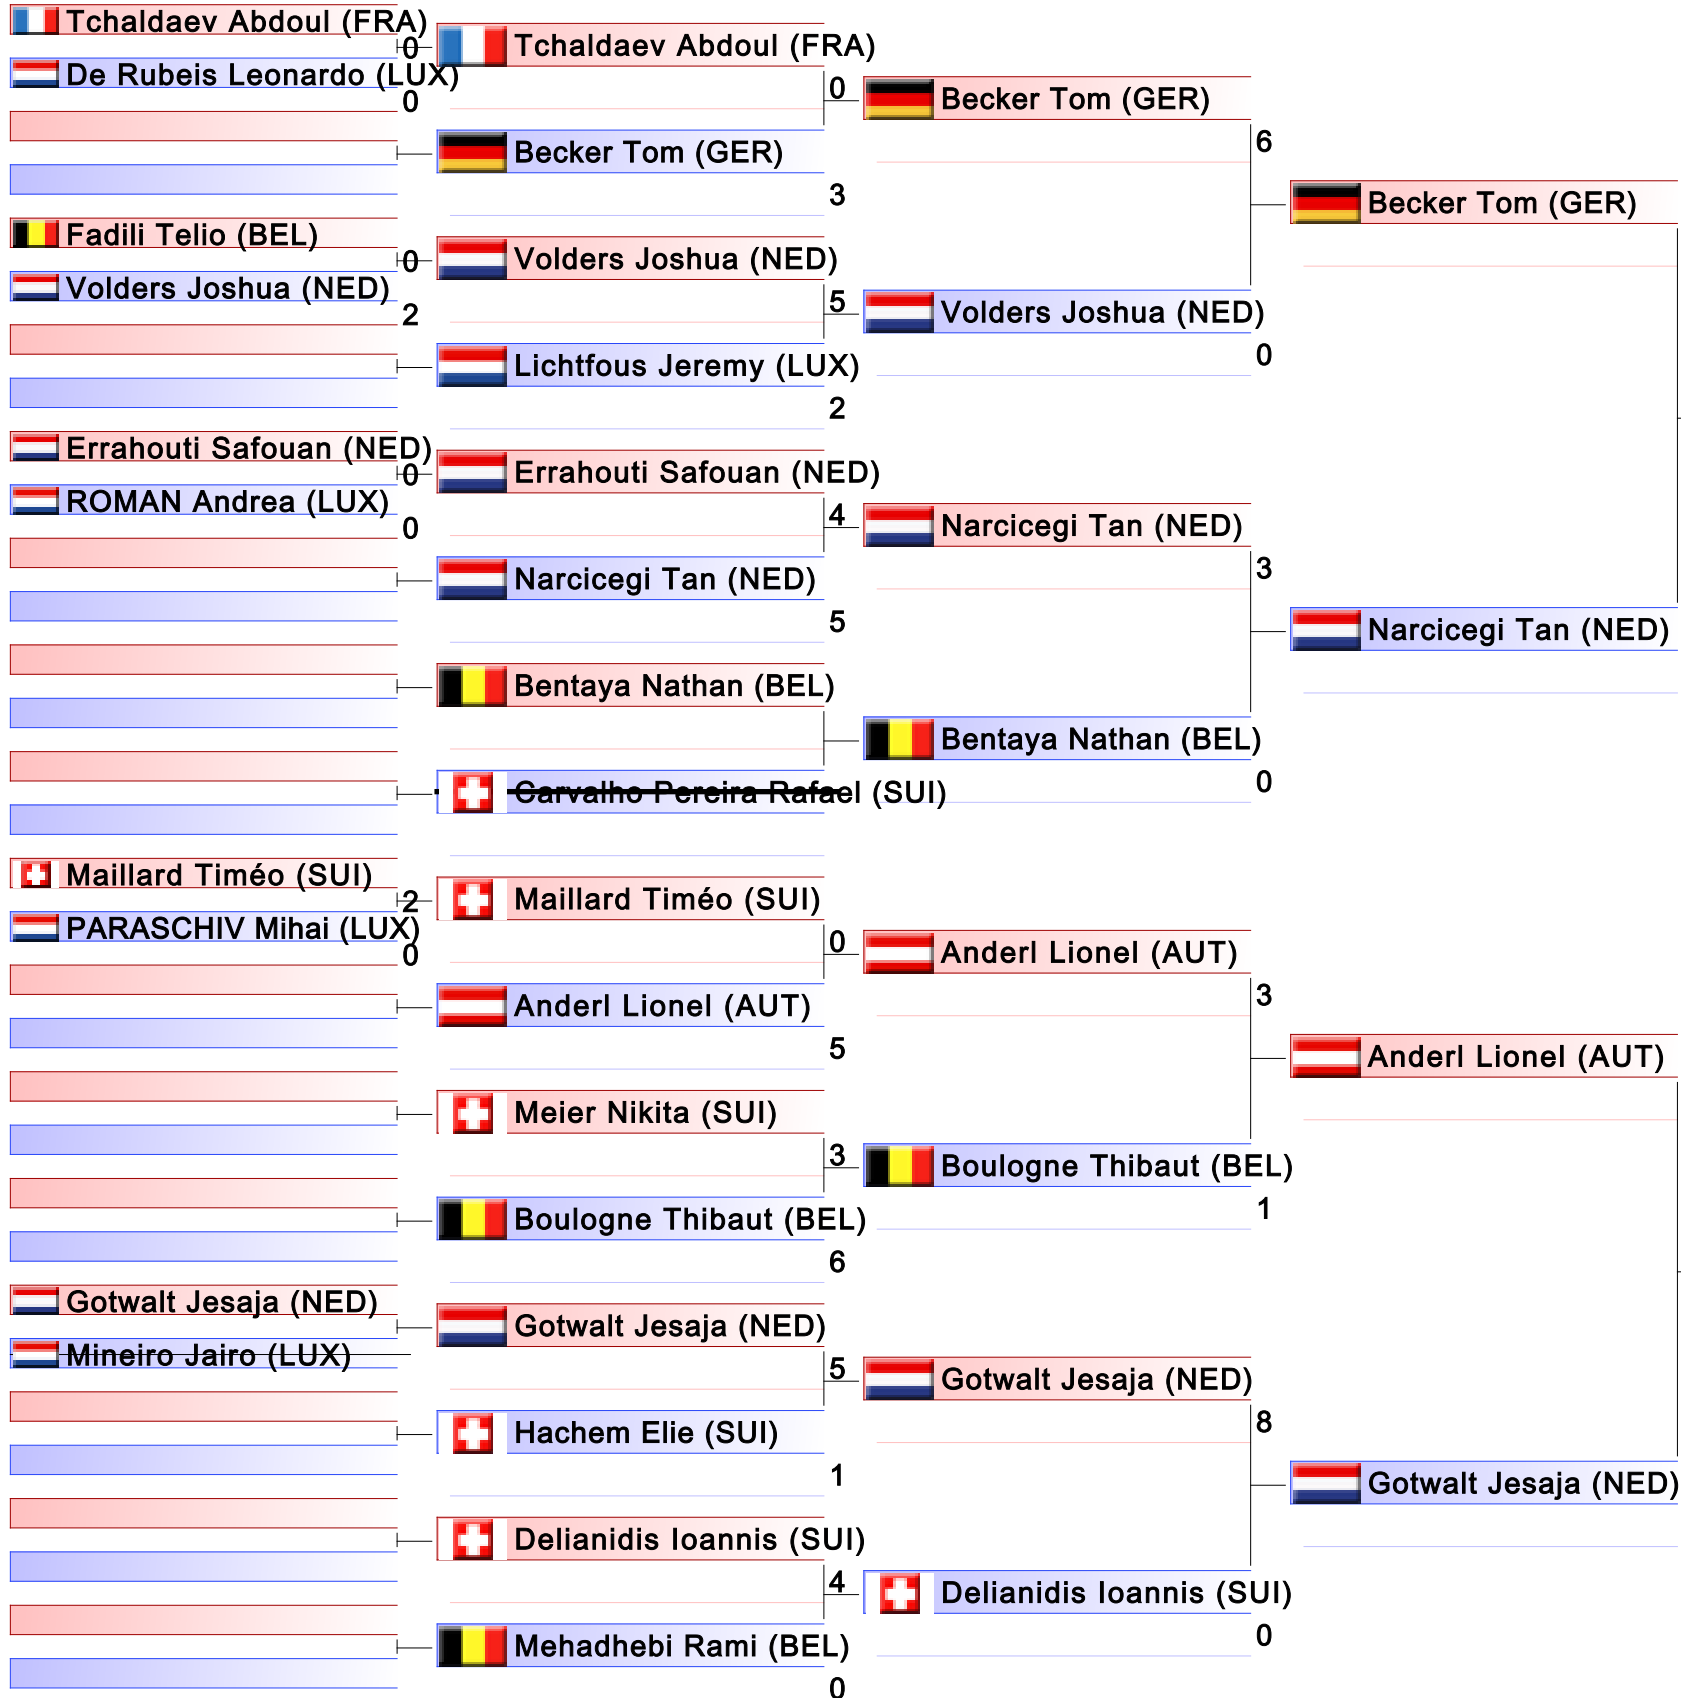 Tchaldaev Abdoul (FRA)
0
De Rubeis Leonardo (LUX)
0
Fadili Telio (BEL)
0
Volders Joshua (NED)
2
Errahouti Safouan (NED)
0
ROMAN Andrea (LUX)
0
Maillard Timéo (SUI)
2
PARASCHIV Mihai (LUX)
0
Gotwalt Jesaja (NED)
Mineiro Jairo (LUX)
Tchaldaev Abdoul (FRA)
0
Becker Tom (GER)
3
Volders Joshua (NED)
5
Lichtfous Jeremy (LUX)
2
Errahouti Safouan (NED)
4
Narcicegi Tan (NED)
5
Bentaya Nathan (BEL)
Carvalho Pereira Rafael (SUI)
Maillard Timéo (SUI)
0
Anderl Lionel (AUT)
5
Meier Nikita (SUI)
3
Boulogne Thibaut (BEL)
6
Gotwalt Jesaja (NED)
5
Hachem Elie (SUI)
1
Delianidis Ioannis (SUI)
4
Mehadhebi Rami (BEL)
0
Becker Tom (GER)
6
Volders Joshua (NED)
0
Narcicegi Tan (NED)
3
Bentaya Nathan (BEL)
0
Anderl Lionel (AUT)
3
Boulogne Thibaut (BEL)
1
Gotwalt Jesaja (NED)
8
Delianidis Ioannis (SUI)
0
Becker Tom (GER)
Narcicegi Tan (NED)
Anderl Lionel (AUT)
Gotwalt Jesaja (NED)